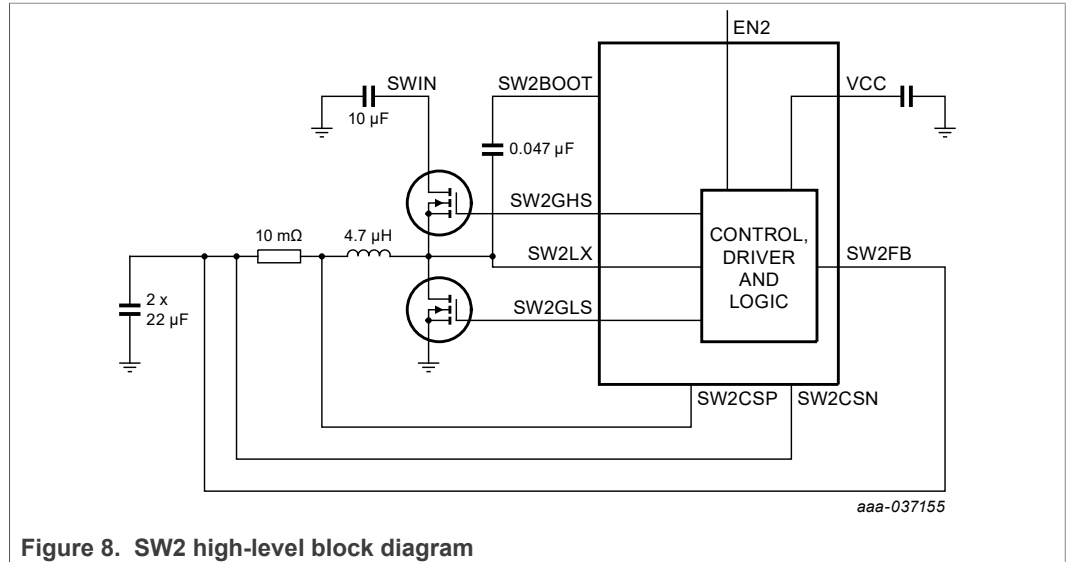 EN2
SWIN
SW2BOOT
VCC
10 µF
0.047 µF
SW2GHS
10 mΩ
4.7 µH
SW2LX
CONTROL,
DRIVER
AND
LOGIC
SW2FB
2 x
22 µF
SW2GLS
SW2CSP
SW2CSN
aaa-037155
Figure 8. SW2 high-level block diagram